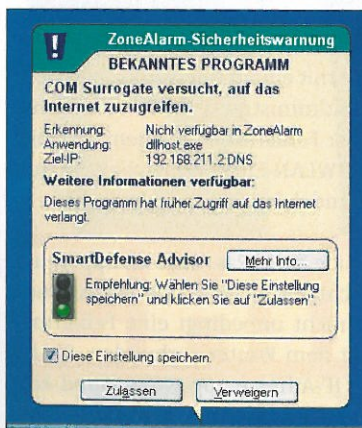 ZoneAlarm-Sicherheitswarnung
BEKANNTES PROGRAMM
COM Surrogate versucht, auf das
Internet zuzugreifen.
Erkennung: Nicht verfügbar in ZoneAlarm
Anwendung: dllhost.exe
Ziel-IP: 192.168.211.2:DNS
Weitere Informationen verfügbar:
Dieses Programm hat früher Zugriff auf das Internet
verlangt.
SmartDefense Advisor Mehr Info...
Empfehlung: Wählen Sie "Diese Einstellung
speichern" und klicken Sie auf "Zulassen".
Diese Einstellung speichern.
Zulassen Verweigern